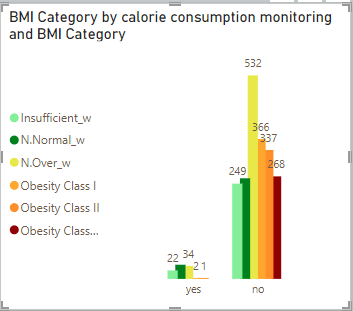 BMI Category by calorie consumption monitoring
and BMI Category
532
Insufficient_w
N.Normal_w
366
337
N.Over_w
268
249
Obesity Class I
Obesity Class II
Obesity Class...
22
34
2
1
yes
no